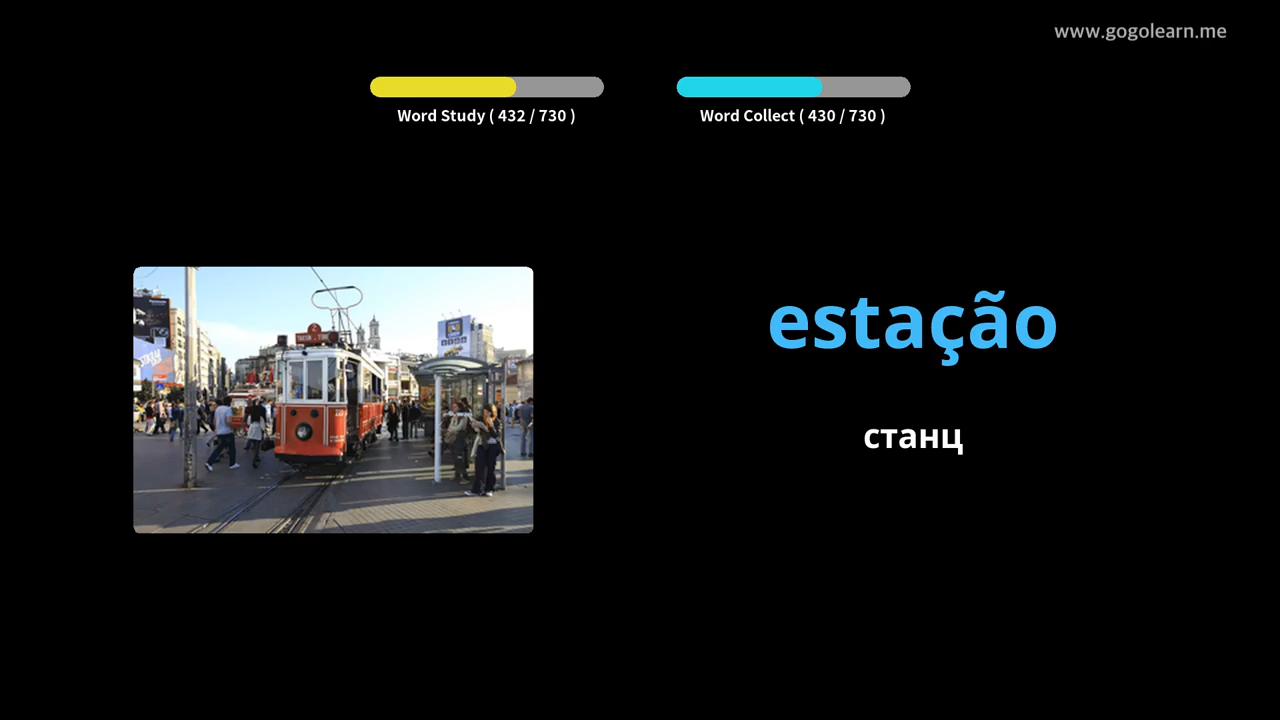 www.gogolearn.me
Word Study ( 432 / 730 )
Word Collect ( 430 / 730 )
estação
станц